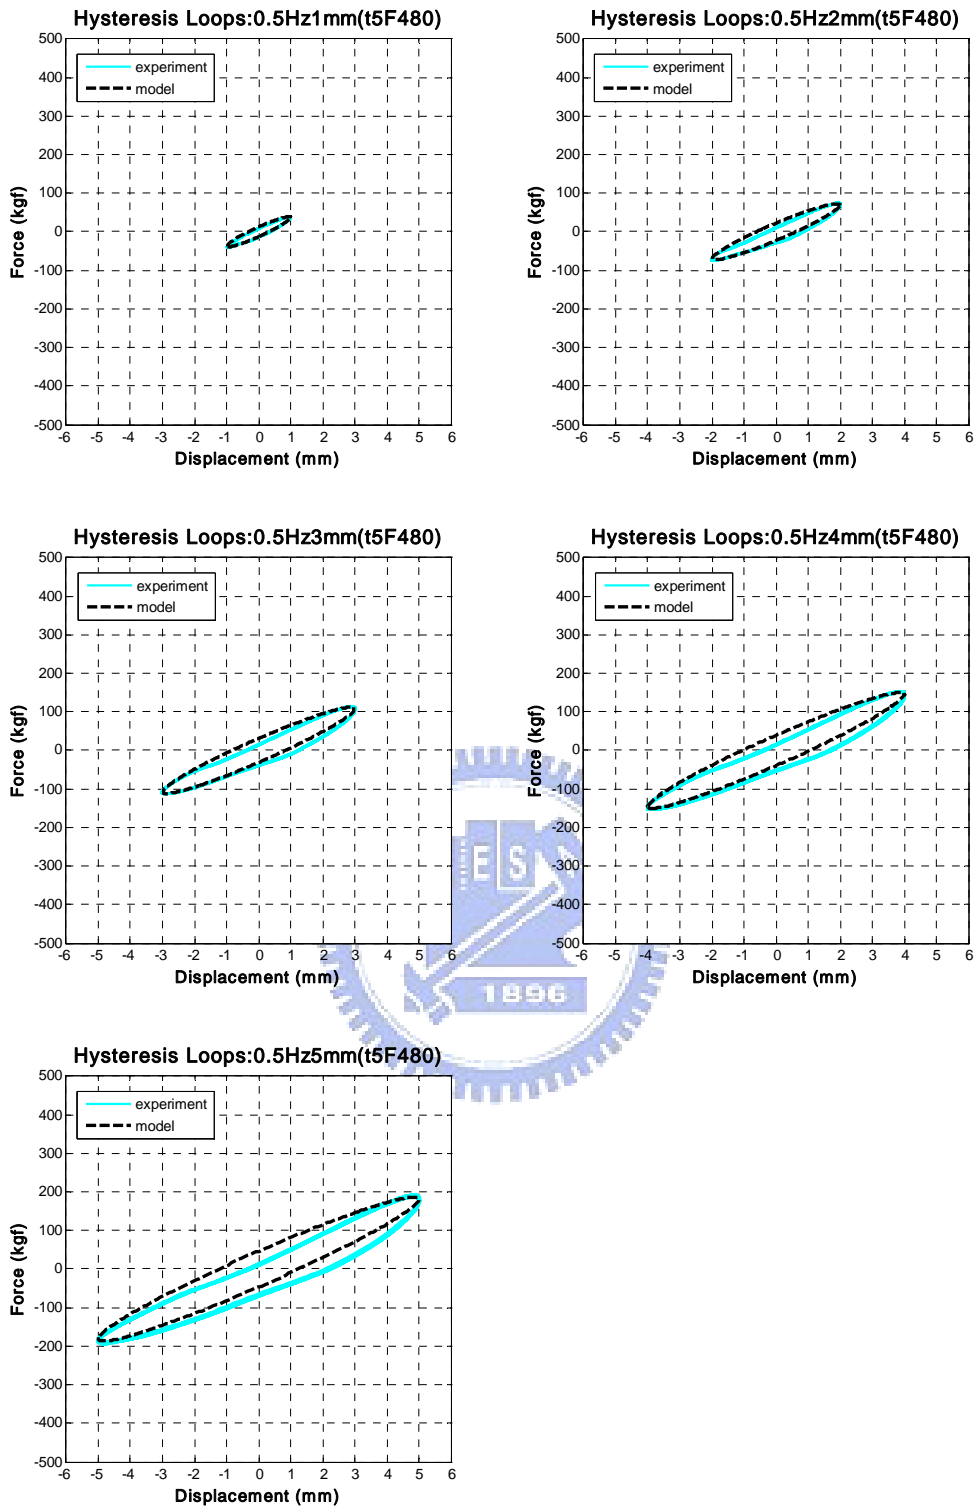 Hysteresis Loops:0.5Hz1mm(t5F480)
500
400
300
200
100
0
-100
-200
-300
-400
-500
experiment
model
Force (kgf)
-6 -5 -4 -3 -2 -1 0 1 2 3 4 5 6
Displacement (mm)
Hysteresis Loops:0.5Hz2mm(t5F480)
500
400
300
200
100
0
-100
-200
-300
-400
-500
experiment
model
Force (kgf)
-6 -5 -4 -3 -2 -1 0 1 2 3 4 5 6
Displacement (mm)
Hysteresis Loops:0.5Hz3mm(t5F480)
500
400
300
200
100
0
-100
-200
-300
-400
-500
experiment
model
Force (kgf)
-6 -5 -4 -3 -2 -1 0 1 2 3 4 5 6
Displacement (mm)
Hysteresis Loops:0.5Hz4mm(t5F480)
500
400
300
200
100
0
-100
-200
-300
-400
-500
experiment
model
Force (kgf)
-6 -5 -4 -3 -2 -1 0 1 2 3 4 5 6
Displacement (mm)
ES
1896
Hysteresis Loops:0.5Hz5mm(t5F480)
500
400
300
200
100
0
-100
-200
-300
-400
-500
experiment
model
Force (kgf)
-6 -5 -4 -3 -2 -1 0 1 2 3 4 5 6
Displacement (mm)